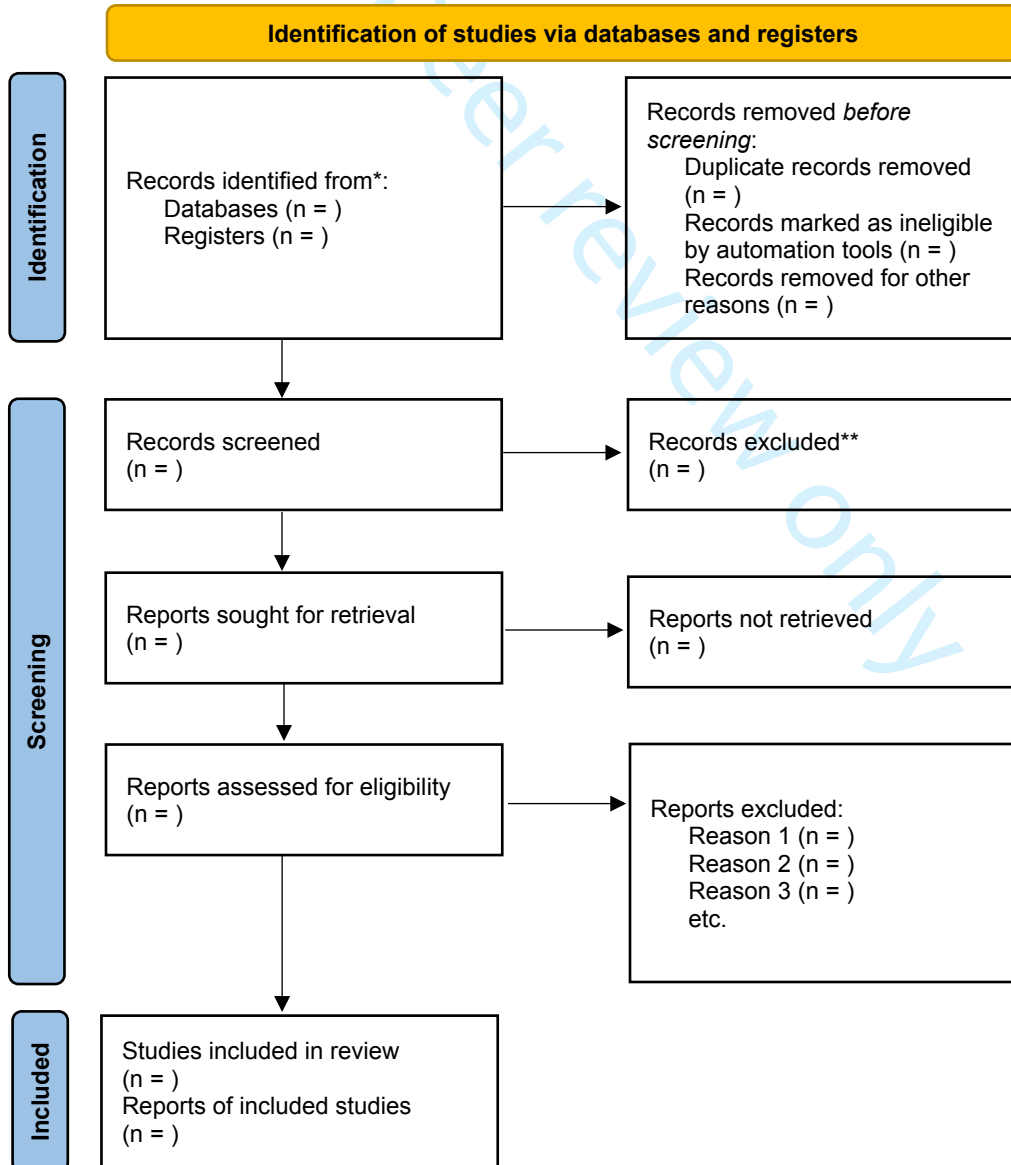 Identification of studies via databases and registers
Identification
Records identified from*:
Databases (n = )
Registers (n = )
Records removed before
screening:
Duplicate records removed
(n = )
Records marked as ineligible
by automation tools (n = )
Records removed for other
reasons (n = )
Screening
Records screened
(n = )
Records excluded**
(n = )
Reports sought for retrieval
(n = )
Reports not retrieved
(n = )
Reports assessed for eligibility
(n = )
Reports excluded:
Reason 1 (n = )
Reason 2 (n = )
Reason 3 (n = )
etc.
Included
Studies included in review
(n = )
Reports of included studies
(n = )
eer review only